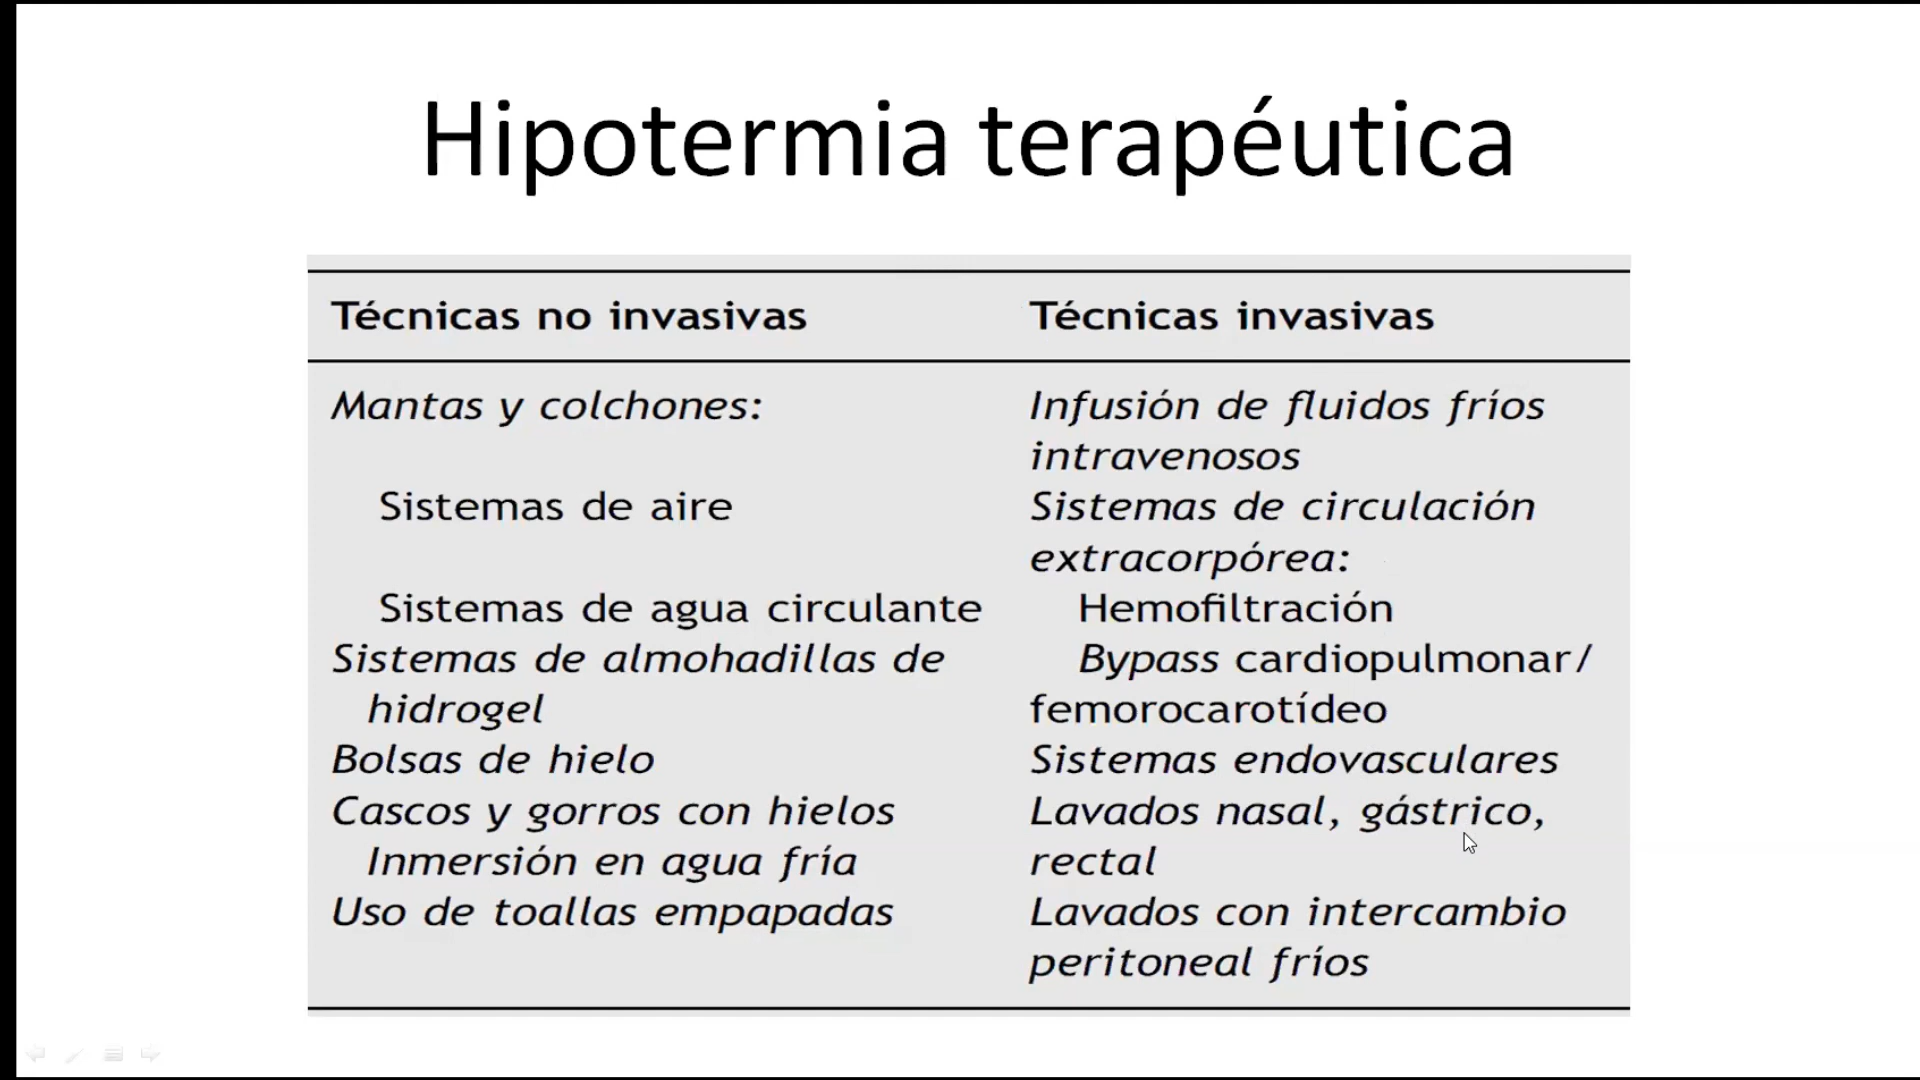 Hipotermia terapéutica
Técnicas no invasivas
Mantas y colchones:
Sistemas de aire
Sistemas de agua circulante
Sistemas de almohadillas de
hidrogel
Bolsas de hielo
Cascos y gorros con hielos
Inmersión en agua fría
Uso de toallas empapadas
Técnicas invasivas
Infusión de fluidos fríos
intravenosos
Sistemas de circulación
extracorpórea:
Hemofiltración
Bypass cardiopulmonar/
femorocarotídeo
Sistemas endovasculares
Lavados nasal, gástrico,
rectal
Lavados con intercambio
peritoneal fríos